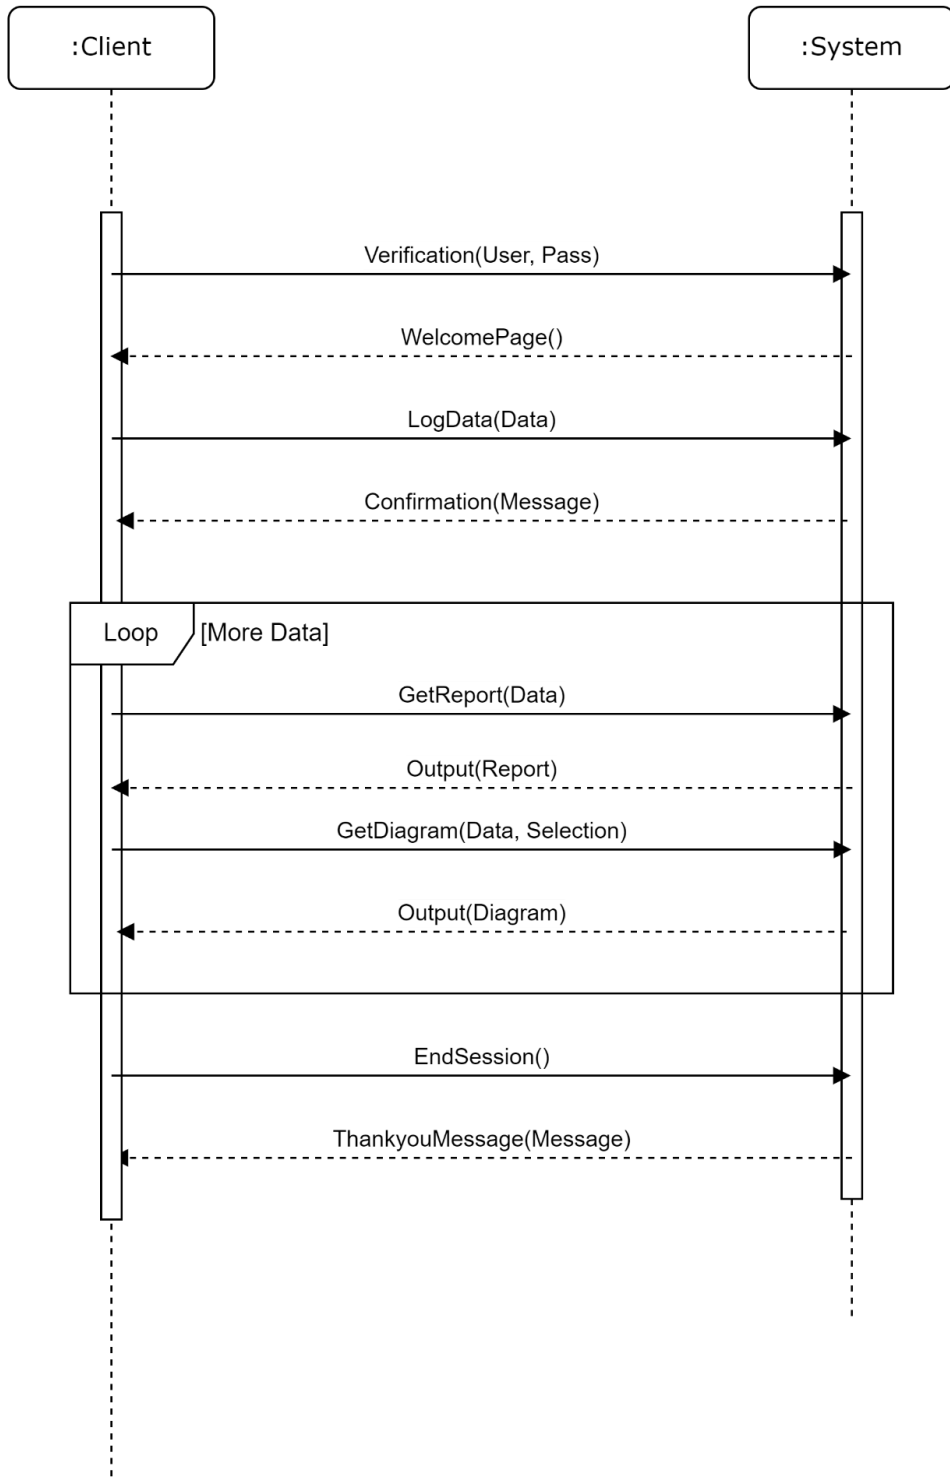 :Client
:System
Verification(User, Pass)
WelcomePage()
LogData(Data)
Confirmation(Message)
Loop [More Data]
GetReport(Data)
Output(Report)
GetDiagram(Data, Selection)
Output(Diagram)
EndSession()
ThankyouMessage(Message)